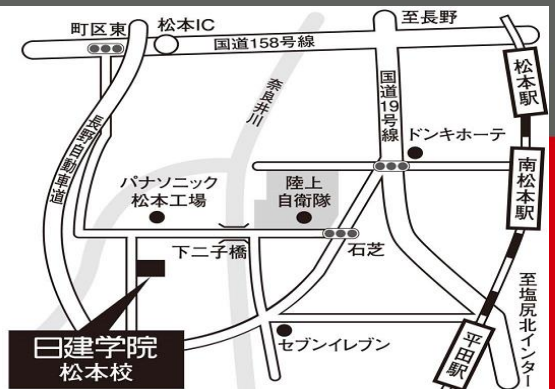 町区東
松本IC
国道158号線
至長野
松本駅
長野自動車道
奈良井川
国道19号線
ドンキホーテ
南松本駅
パナソニック
松本工場
陸上
自衛隊
下二子橋
石芝
至塩尻北インター
日建学院
松本校
セブンイレブン
平田駅